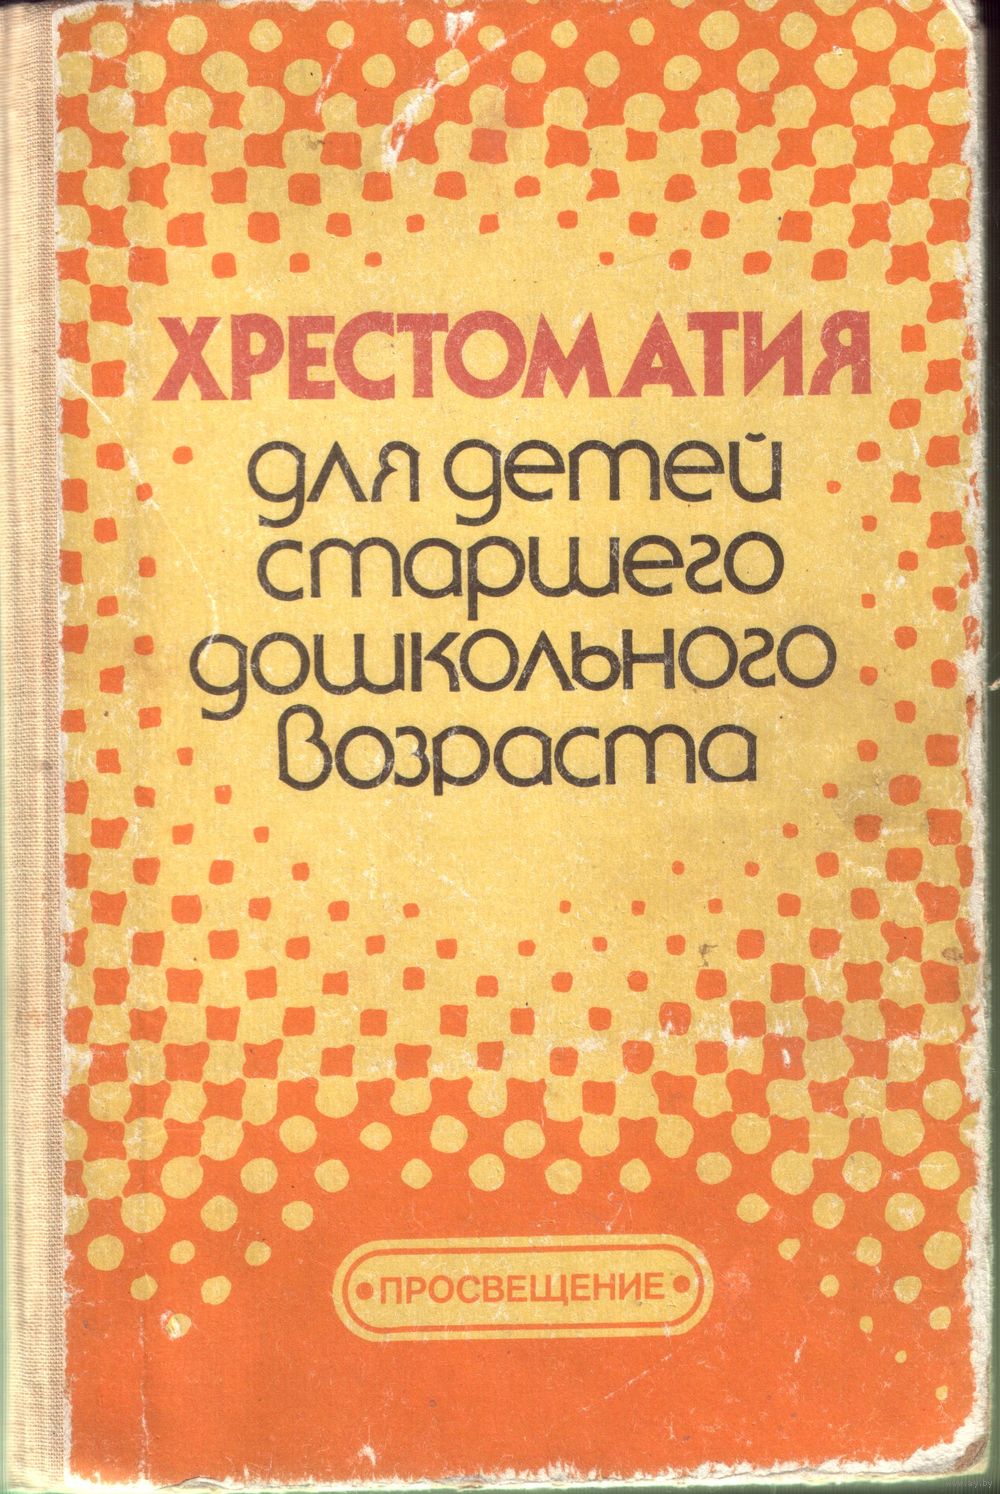 ХРЕСТОМАТИЯ
для детей
старшего
дошкольного
возраста
•ПРОСВЕЩЕНИЕ•